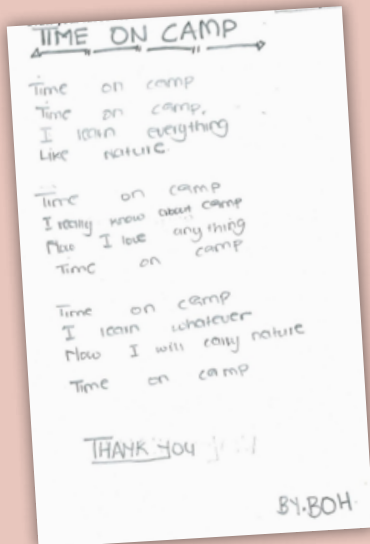 TIME ON CAMP
Time on camp
Time on camp,
I learn everything
Like nature.
Time on camp
I really know about camp
Now I love anything
Time on camp
Time on camp
I learn whatever
Now I will carry nature
Time on camp
THANK YOU
BY.BOH